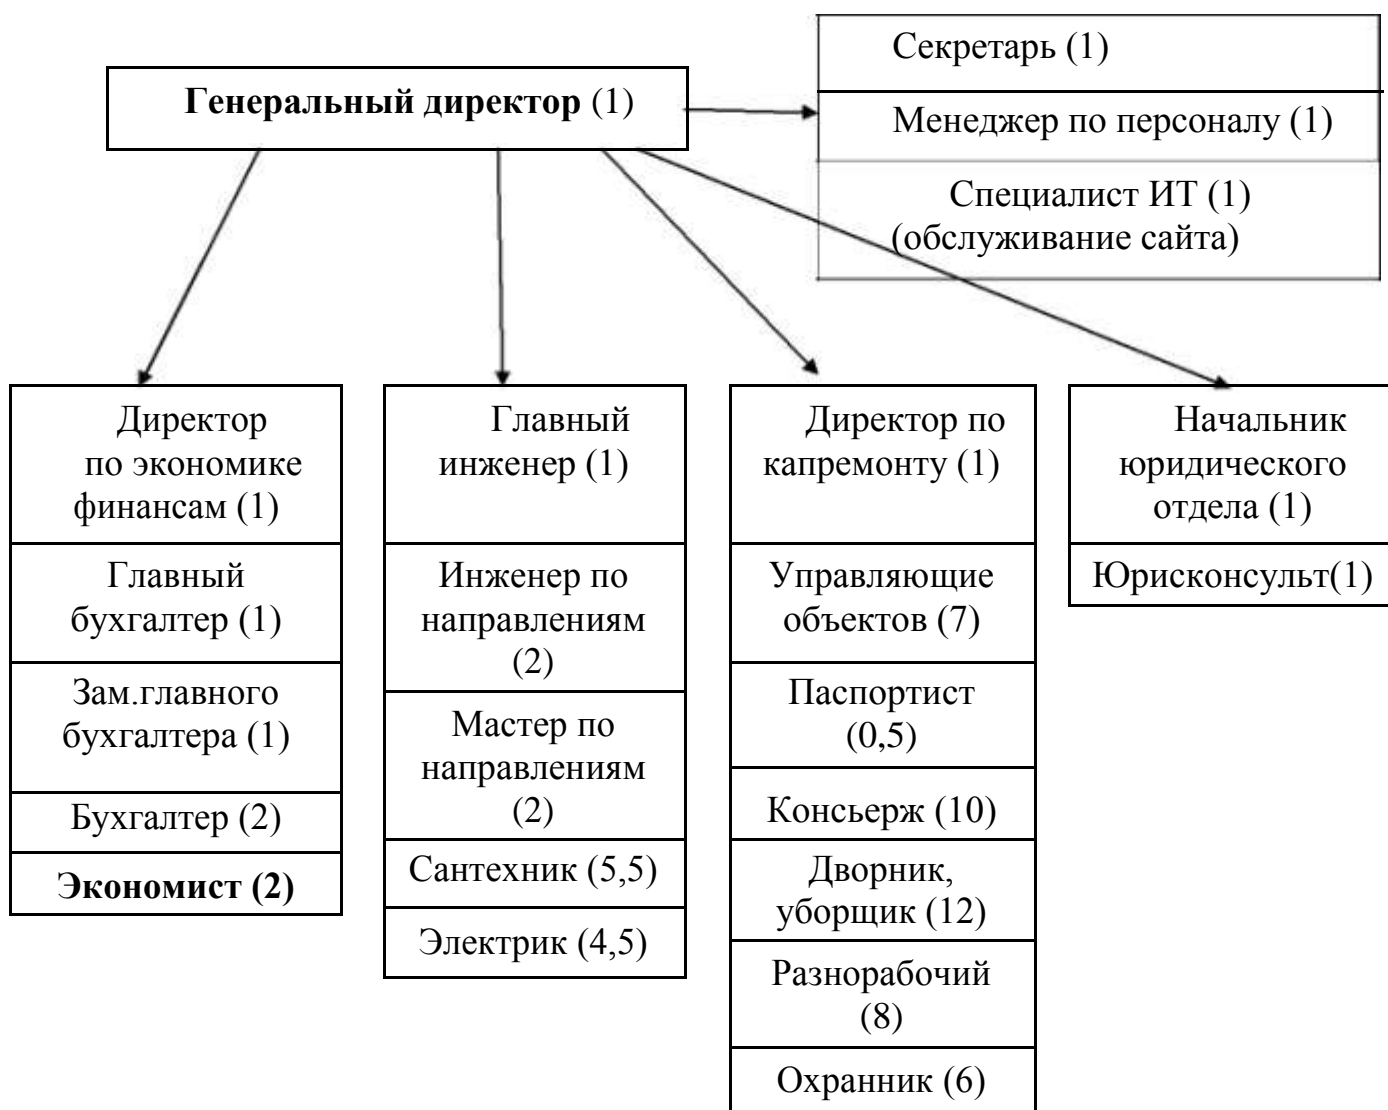 Генеральный директор (1)
Секретарь (1)
Менеджер по персоналу (1)
Специалист ИТ (1)
(обслуживание сайта)
Директор
по экономике
финансам (1)
Главный
бухгалтер (1)
Зам.главного
бухгалтера (1)
Бухгалтер (2)
Экономист (2)
Главный
инженер (1)
Инженер по
направлениям
(2)
Мастер по
направлениям
(2)
Сантехник (5,5)
Электрик (4,5)
Директор по
капремонту (1)
Управляющие
объектов (7)
Паспортист
(0,5)
Консьерж (10)
Дворник,
уборщик (12)
Разнорабочий
(8)
Охранник (6)
Начальник
юридического
отдела (1)
Юрисконсульт(1)